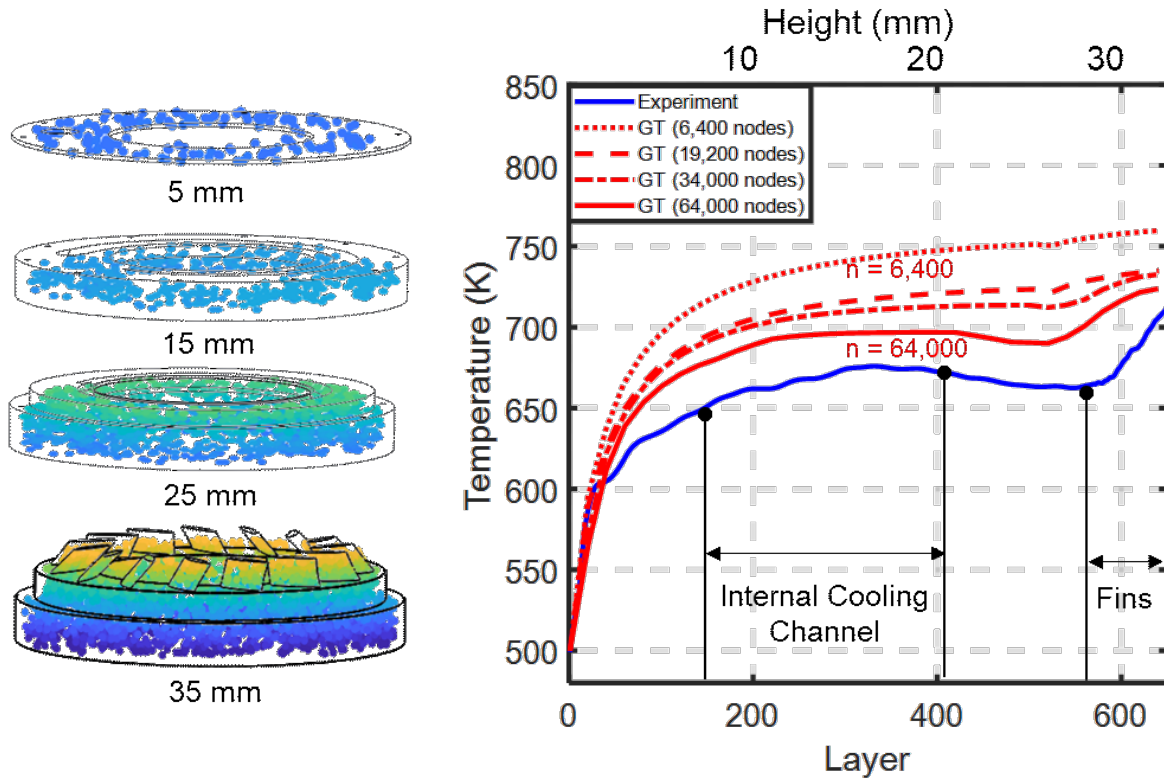 5 mm
15 mm
25 mm
35 mm
Height (mm)
10 20 30
850
800
750
700
650
600
550
500
Temperature (K)
Experiment
GT (6,400 nodes)
GT (19,200 nodes)
GT (34,000 nodes)
GT (64,000 nodes)
n = 6,400
n = 64,000
Internal Cooling
Channel
Fins
0 200 400 600
Layer